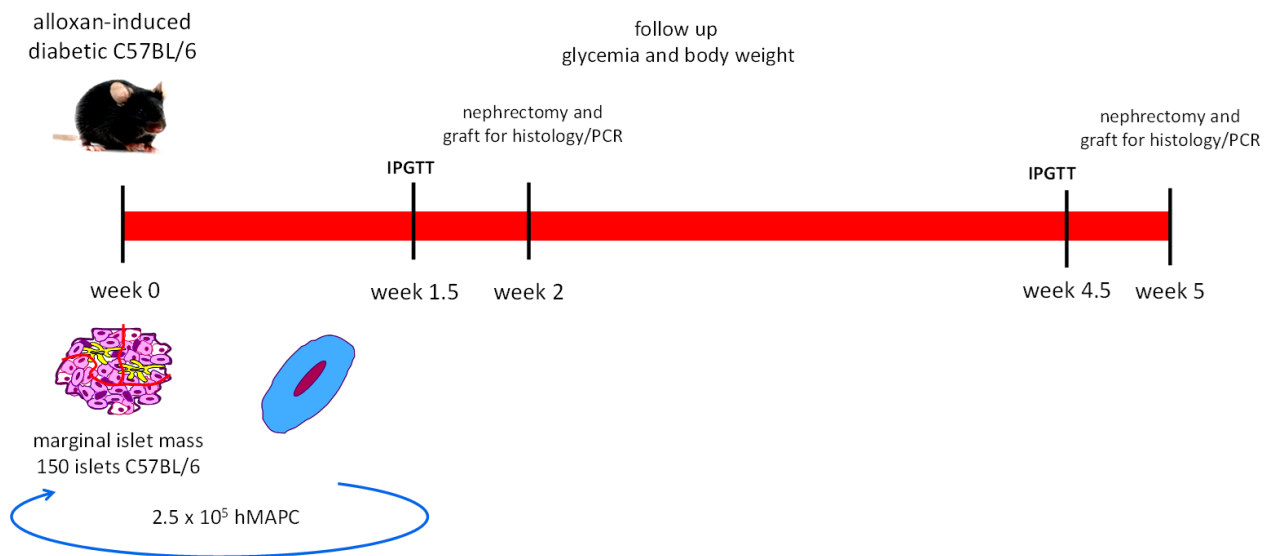 alloxan-induced
diabetic C57BL/6
follow up
glycemia and body weight
nephrectomy and
graft for histology/PCR
nephrectomy and
graft for histology/PCR
IPGTT
IPGTT
week 0
week 1.5
week 2
week 4.5
week 5
marginal islet mass
150 islets C57BL/6
2.5 x 10⁵ hMAPC